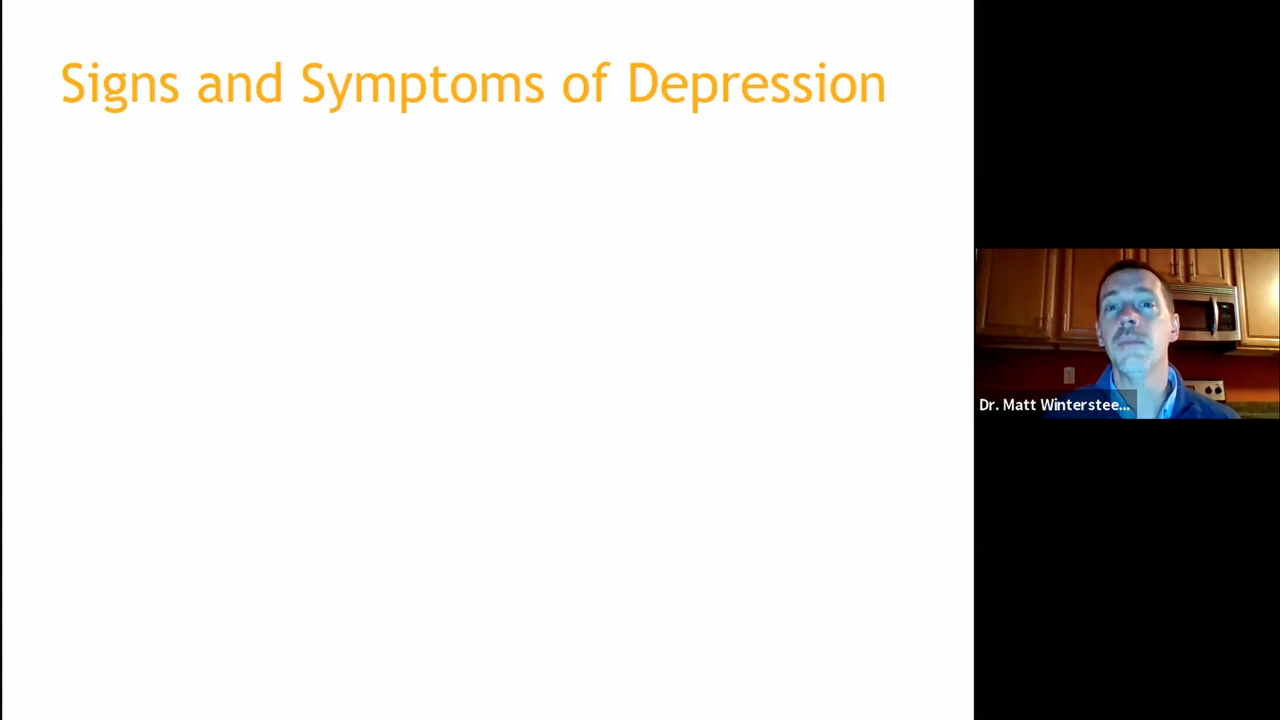 Signs and Symptoms of Depression
Dr. Matt Winterstee...